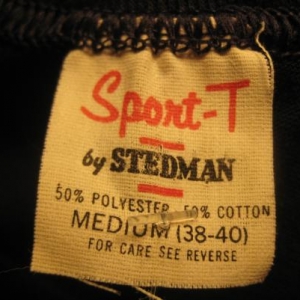 Sport-T
by STEDMAN
50% POLYESTER 50% COTTON
MEDIUM (38-40)
FOR CARE SEE REVERSE